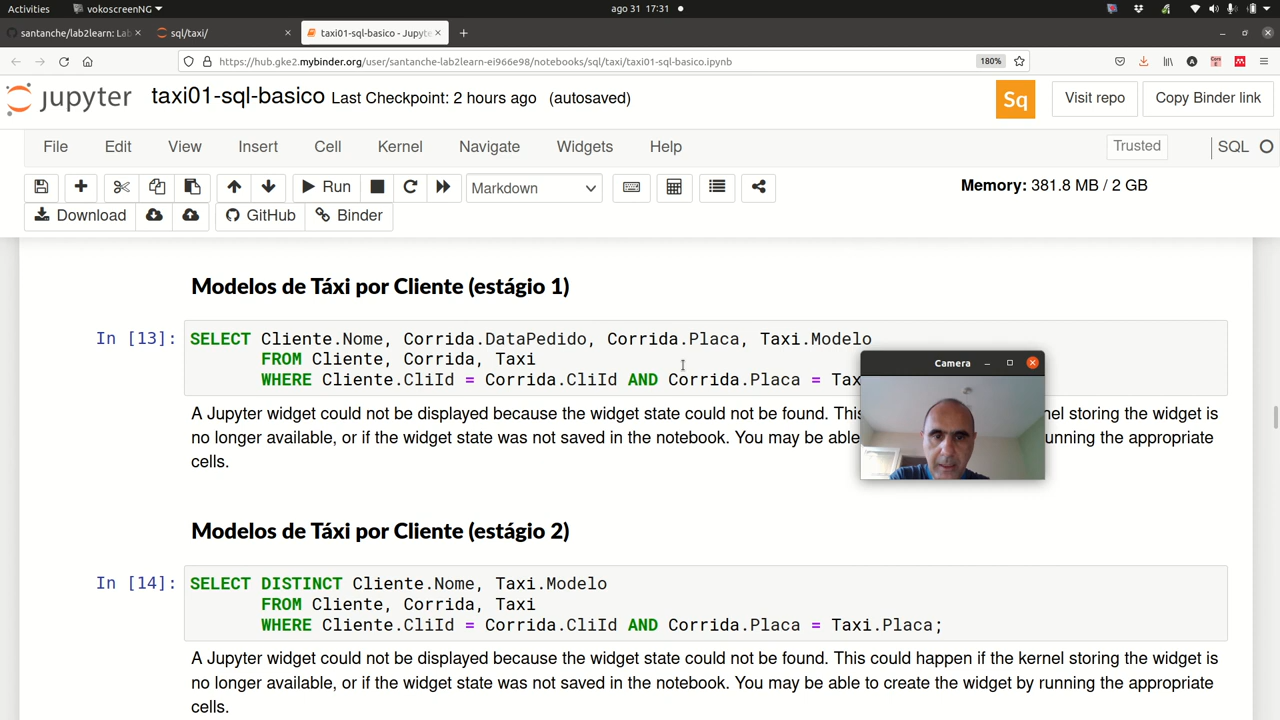 Activities
vokoscreenNG
ago 31 17:31
santanche/lab2learn: Lab
sql/taxi/
taxi01-sql-basico - Jupyte
https://hub.gke2.mybinder.org/user/santanche-lab2learn-ei966e98/notebooks/sql/taxi/taxi01-sql-basico.ipynb
180%
jupyter
taxi01-sql-basico Last Checkpoint: 2 hours ago (autosaved)
Sq
Visit repo
Copy Binder link
File Edit View Insert Cell Kernel Navigate Widgets Help
Trusted
SQL
Run
Markdown
Memory: 381.8 MB / 2 GB
Download
GitHub
Binder
Modelos de Táxi por Cliente (estágio 1)
In [13]: SELECT Cliente.Nome, Corrida.DataPedido, Corrida.Placa, Taxi.Modelo
FROM Cliente, Corrida, Taxi
WHERE Cliente.CliId = Corrida.CliId AND Corrida.Placa = Tax
Camera
A Jupyter widget could not be displayed because the widget state could not be found. This nel storing the widget is
no longer available, or if the widget state was not saved in the notebook. You may be able unning the appropriate
cells.
Modelos de Táxi por Cliente (estágio 2)
In [14]: SELECT DISTINCT Cliente.Nome, Taxi.Modelo
FROM Cliente, Corrida, Taxi
WHERE Cliente.CliId = Corrida.CliId AND Corrida.Placa = Taxi.Placa;
A Jupyter widget could not be displayed because the widget state could not be found. This could happen if the kernel storing the widget is
no longer available, or if the widget state was not saved in the notebook. You may be able to create the widget by running the appropriate
cells.